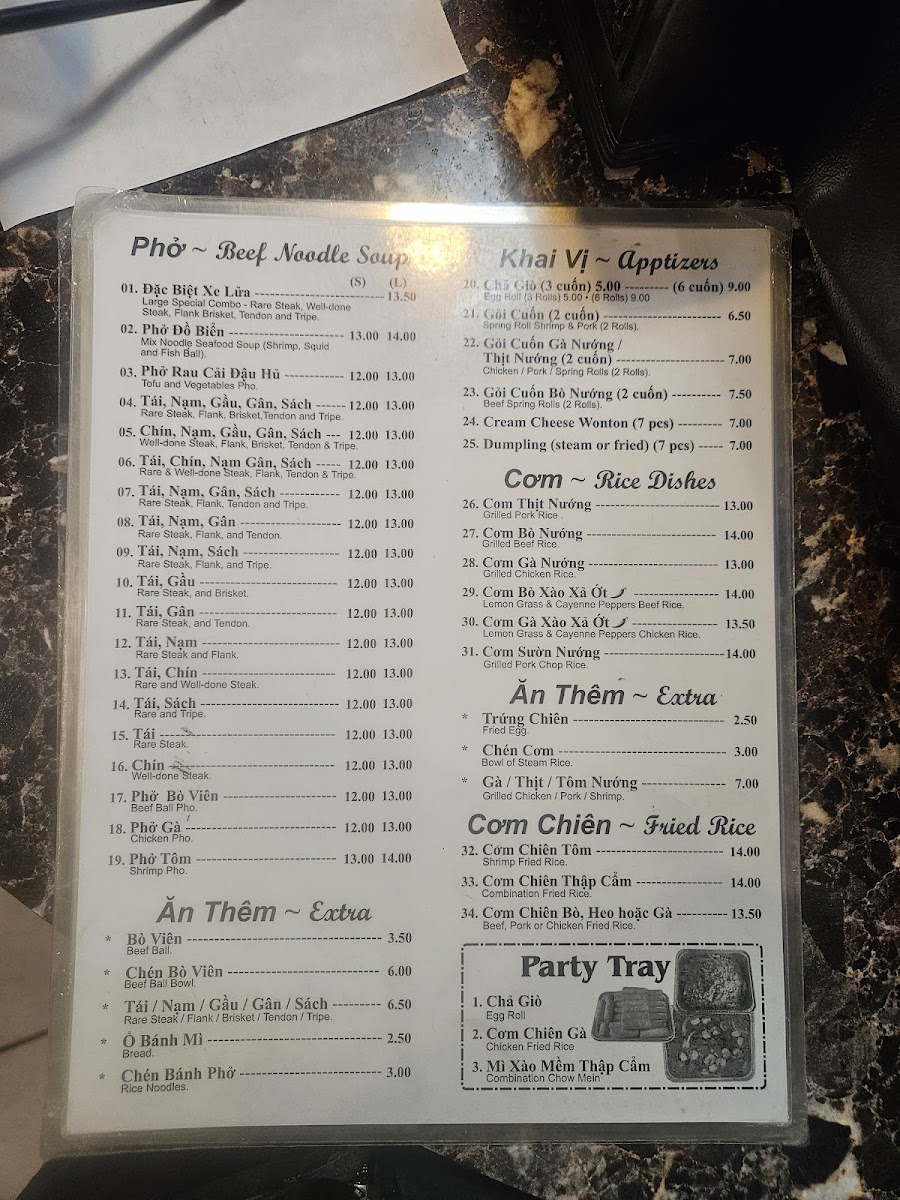 Phở ~ Beef Noodle Soup
(S) (L)
01. Đặc Biệt Xe Lửa ------------------------------ 13.50
Large Special Combo - Rare Steak, Well-done
Steak, Flank Brisket, Tendon and Tripe.
02. Phở Đồ Biển ------------------------- 13.00 14.00
Mix Noodle Seafood Soup (Shrimp, Squid
and Fish Ball).
03. Phở Rau Cải Đậu Hủ ------------- 12.00 13.00
Tofu and Vegetables Pho.
04. Tái, Nạm, Gầu, Gân, Sách ------ 12.00 13.00
Rare Steak, Flank, Brisket,Tendon and Tripe.
05. Chín, Nạm, Gầu, Gân, Sách --- 12.00 13.00
Well-done Steak, Flank, Brisket, Tendon & Tripe.
06. Tái, Chín, Nạm Gân, Sách ----- 12.00 13.00
Rare & Well-done Steak, Flank, Tendon & Tripe.
07. Tái, Nạm, Gân, Sách ------------ 12.00 13.00
Rare Steak, Flank, Tendon and Tripe.
08. Tái, Nạm, Gân --------------------- 12.00 13.00
Rare Steak, Flank, and Tendon.
09. Tái, Nạm, Sách -------------------- 12.00 13.00
Rare Steak, Flank, and Tripe.
10. Tái, Gầu ----------------------------- 12.00 13.00
Rare Steak, and Brisket.
11. Tái, Gân ----------------------------- 12.00 13.00
Rare Steak, and Tendon.
12. Tái, Nạm ---------------------------- 12.00 13.00
Rare Steak and Flank.
13. Tái, Chín ---------------------------- 12.00 13.00
Rare and Well-done Steak.
14. Tái, Sách ---------------------------- 12.00 13.00
Rare and Tripe.
15. Tái ------------------------------------ 12.00 13.00
Rare Steak.
16. Chín ---------------------------------- 12.00 13.00
Well-done Steak.
17. Phở Bò Viên ------------------------ 12.00 13.00
Beef Ball Pho.
18. Phở Gà ------------------------------- 12.00 13.00
Chicken Pho.
19. Phở Tôm ----------------------------- 13.00 14.00
Shrimp Pho.
Ăn Thêm ~ Extra
* Bò Viên ---------------------------------------- 3.50
Beef Ball.
* Chén Bò Viên -------------------------------- 6.00
Beef Ball Bowl.
* Tái / Nạm / Gầu / Gân / Sách ---------- 6.50
Rare Steak / Flank / Brisket / Tendon / Tripe.
* Ổ Bánh Mì ------------------------------------ 2.50
Bread.
* Chén Bánh Phở ------------------------------ 3.00
Rice Noodles.
Khai Vị ~ Apptizers
20. Chả Giò (3 cuốn) 5.00 --------- (6 cuốn) 9.00
Egg Roll (3 Rolls) 5.00 • (6 Rolls) 9.00
21. Gỏi Cuốn (2 cuốn) ------------------------ 6.50
Spring Roll Shrimp & Pork (2 Rolls).
22. Gỏi Cuốn Gà Nướng /
Thịt Nướng (2 cuốn) ---------------------- 7.00
Chicken / Pork / Spring Rolls (2 Rolls).
23. Gỏi Cuốn Bò Nướng (2 cuốn) ---------- 7.50
Beef Spring Rolls (2 Rolls).
24. Cream Cheese Wonton (7 pcs) --------- 7.00
25. Dumpling (steam or fried) (7 pcs) ----- 7.00
Cơm ~ Rice Dishes
26. Com Thịt Nướng ------------------------- 13.00
Grilled Pork Rice .
27. Cơm Bò Nướng --------------------------- 14.00
Grilled Beef Rice.
28. Cơm Gà Nướng --------------------------- 13.00
Grilled Chicken Rice.
29. Cơm Bò Xào Xả Ớt ----------------- 14.00
Lemon Grass & Cayenne Peppers Beef Rice.
30. Cơm Gà Xào Xả Ớt ------------------ 13.50
Lemon Grass & Cayenne Peppers Chicken Rice.
31. Cơm Sườn Nướng ------------------------14.00
Grilled Pork Chop Rice.
Ăn Thêm ~ Extra
* Trứng Chiên -------------------------------- 2.50
Fried Egg.
* Chén Cơm ----------------------------------- 3.00
Bowl of Steam Rice.
* Gà / Thịt / Tôm Nướng ----------------- 7.00
Grilled Chicken / Pork / Shrimp.
Cơm Chiên ~ Fried Rice
32. Cơm Chiên Tôm --------------------------- 14.00
Shrimp Fried Rice.
33. Cơm Chiên Thập Cẩm ----------------- 14.00
Combination Fried Rice.
34. Cơm Chiên Bò, Heo hoặc Gà ---------- 13.50
Beef, Pork or Chicken Fried Rice.
Party Tray
1. Chả Giò
Egg Roll
2. Cơm Chiên Gà
Chicken Fried Rice
3. Mì Xào Mềm Thập Cẩm
Combination Chow Mein